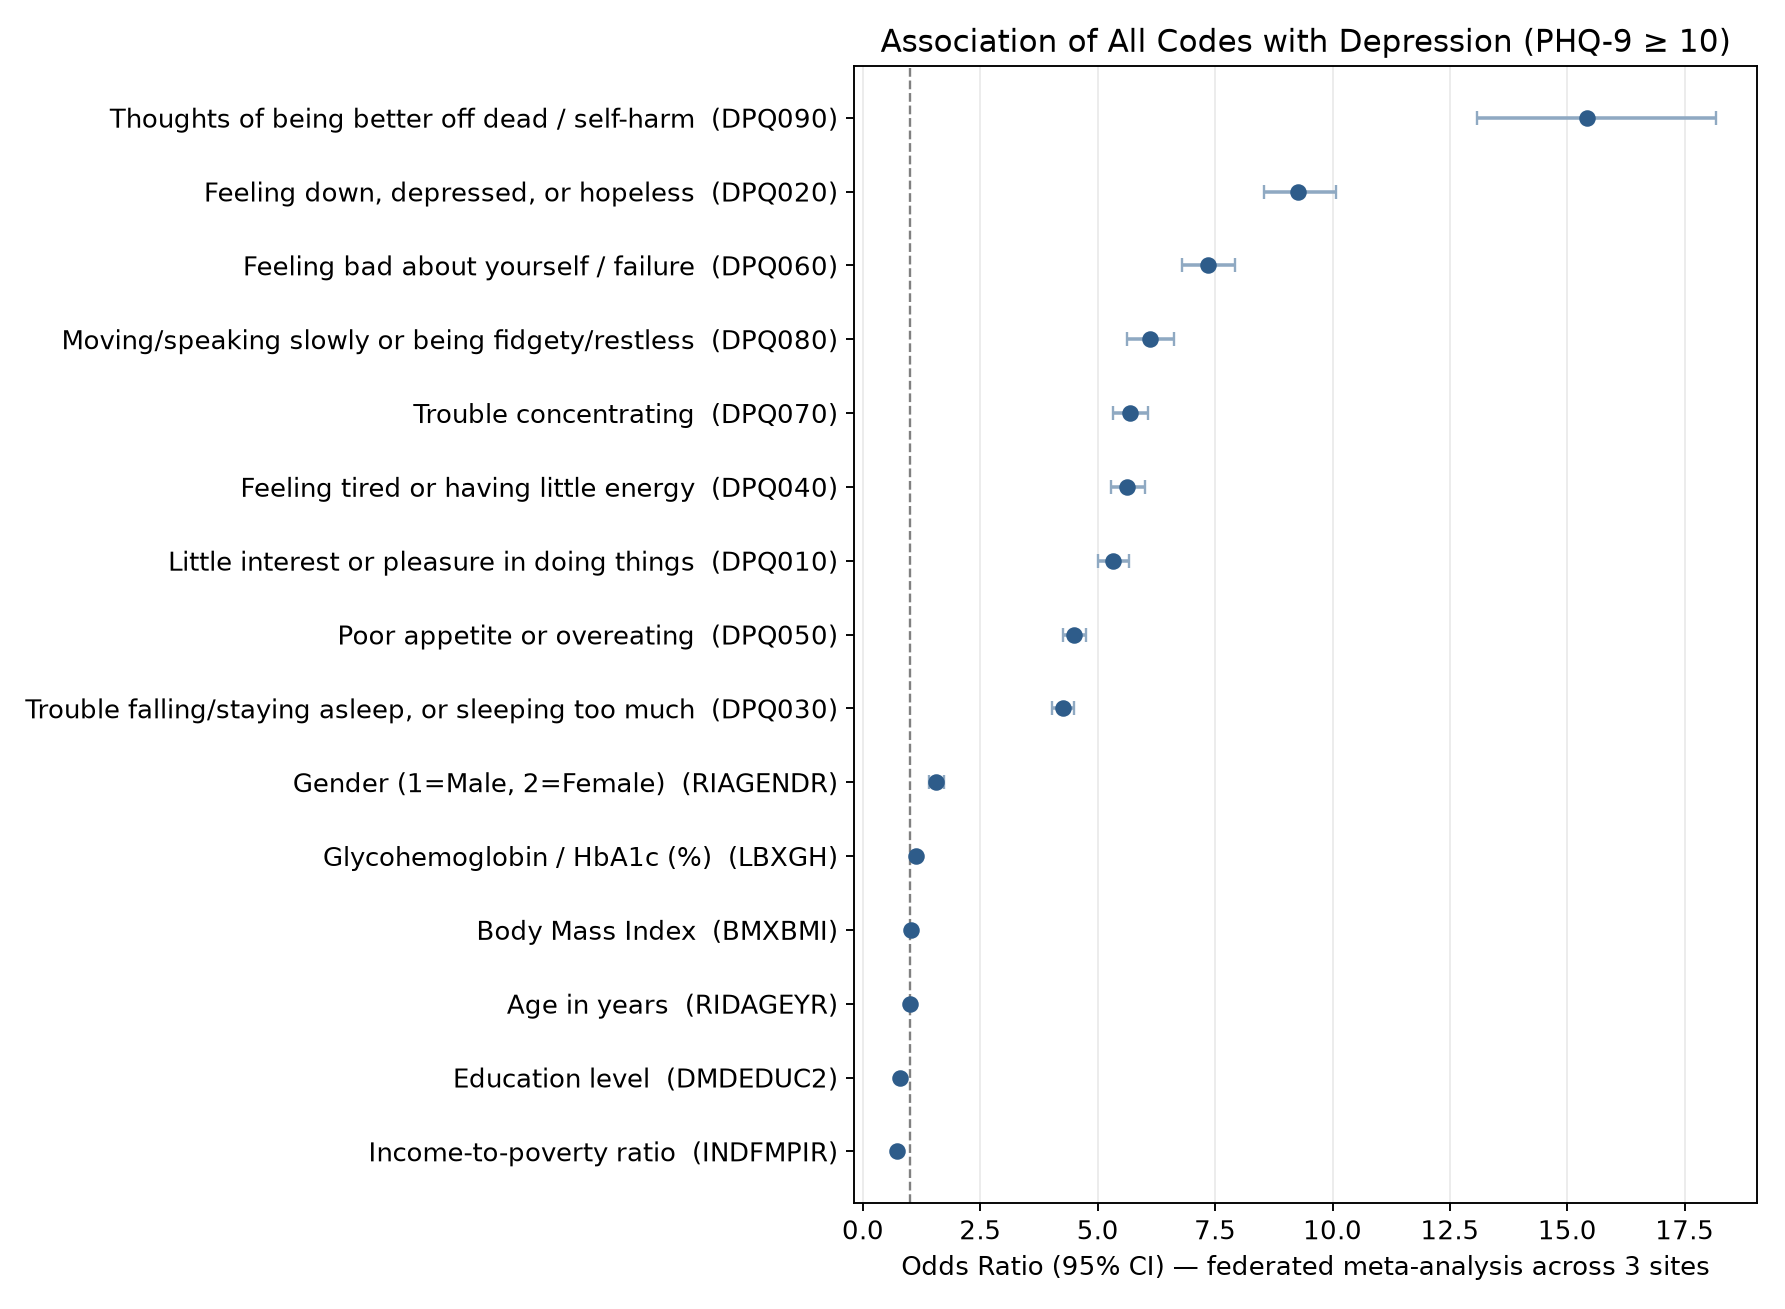 Association of All Codes with Depression (PHQ-9 ≥ 10)
Thoughts of being better off dead / self-harm (DPQ090)
Feeling down, depressed, or hopeless (DPQ020)
Feeling bad about yourself / failure (DPQ060)
Moving/speaking slowly or being fidgety/restless (DPQ080)
Trouble concentrating (DPQ070)
Feeling tired or having little energy (DPQ040)
Little interest or pleasure in doing things (DPQ010)
Poor appetite or overeating (DPQ050)
Trouble falling/staying asleep, or sleeping too much (DPQ030)
Gender (1=Male, 2=Female) (RIAGENDR)
Glycohemoglobin / HbA1c (%) (LBXGH)
Body Mass Index (BMXBMI)
Age in years (RIDAGEYR)
Education level (DMDEDUC2)
Income-to-poverty ratio (INDFMPIR)
0.0 2.5 5.0 7.5 10.0 12.5 15.0 17.5
Odds Ratio (95% CI) — federated meta-analysis across 3 sites